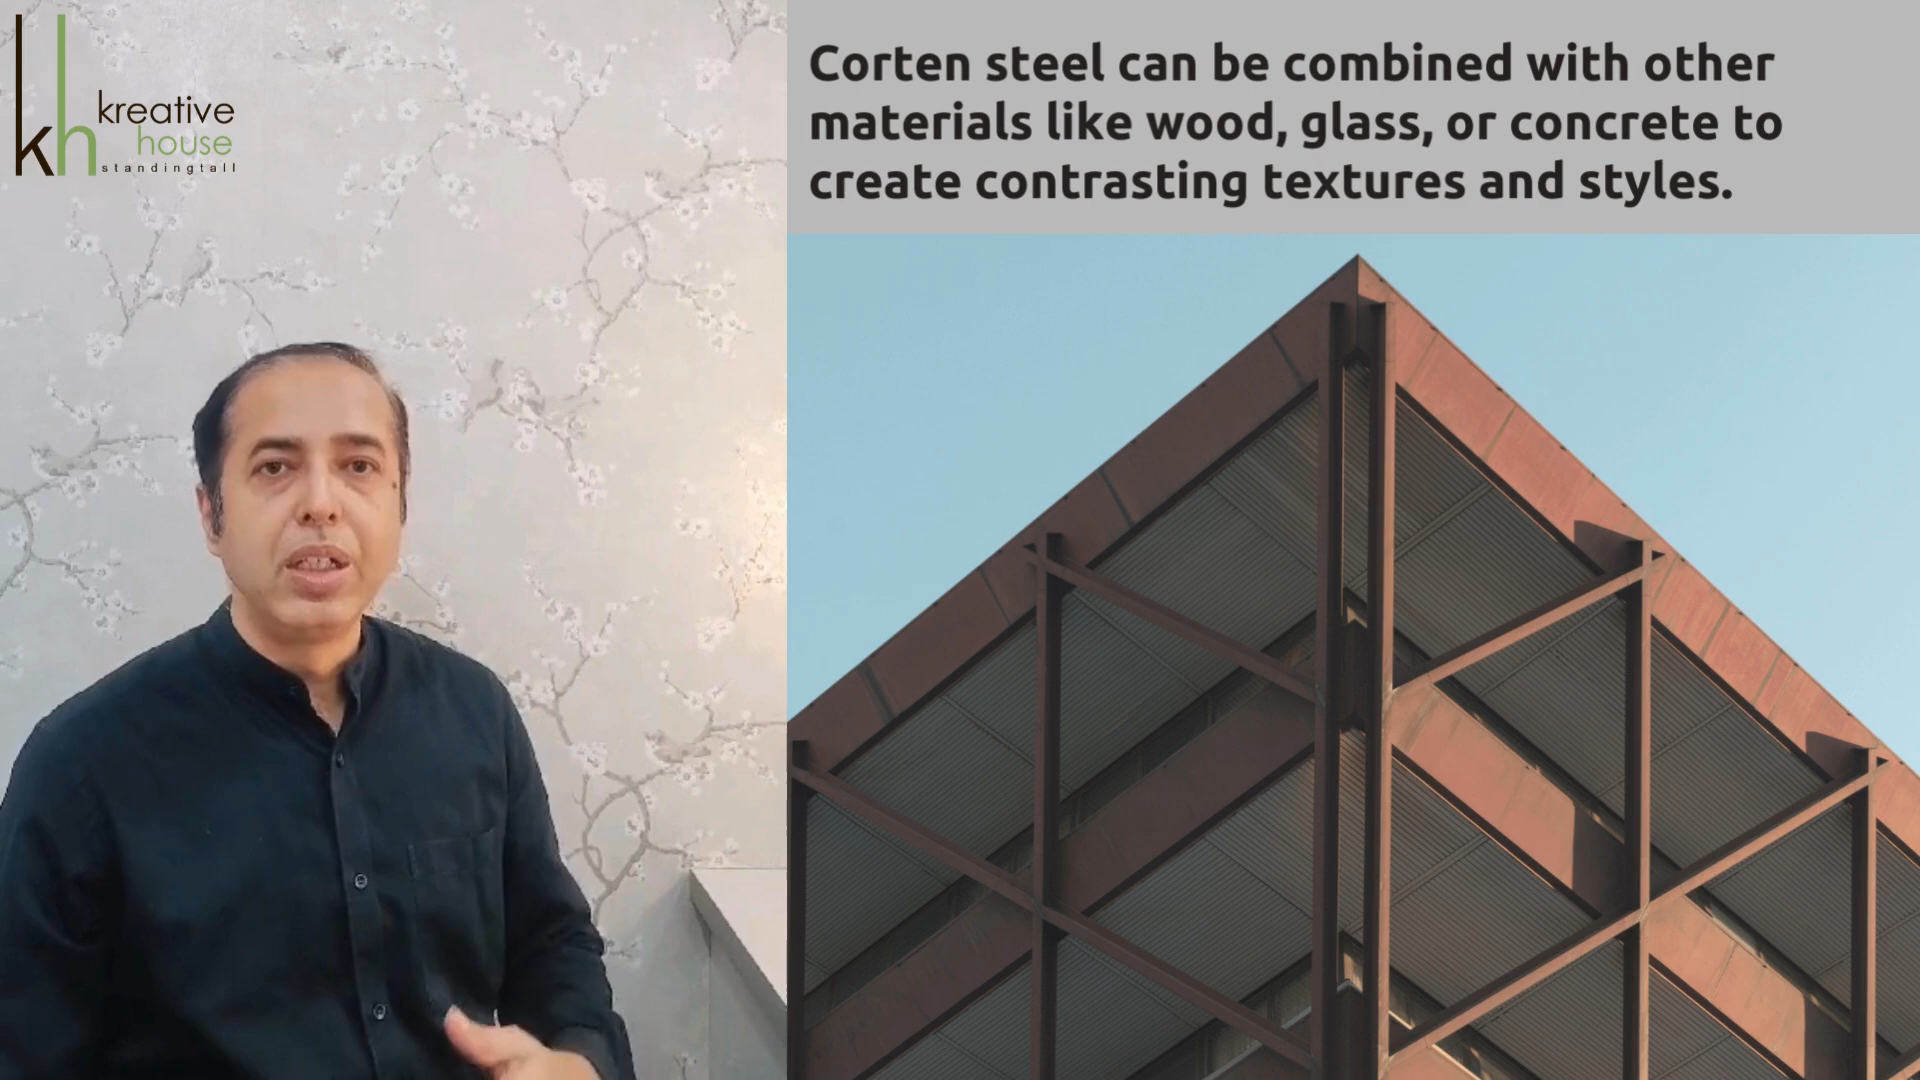 kh
kreative
house
standingtall
Corten steel can be combined with other
materials like wood, glass, or concrete to
create contrasting textures and styles.